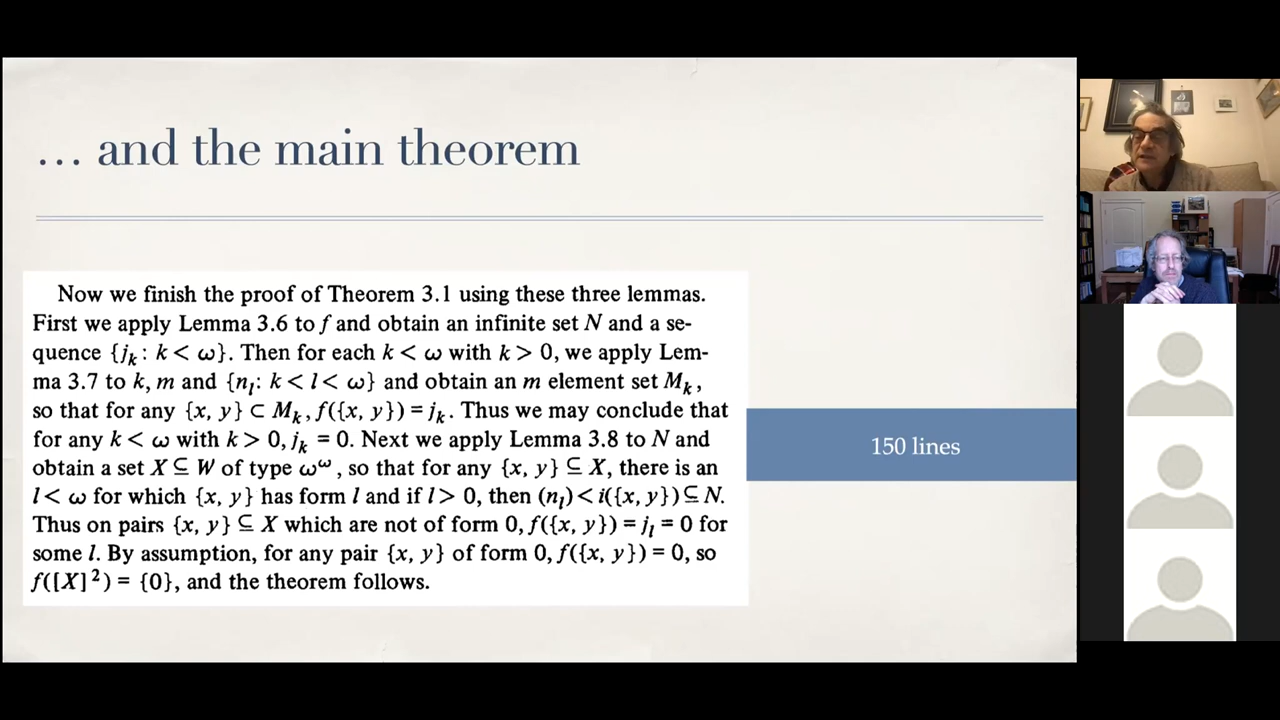 … and the main theorem
Now we finish the proof of Theorem 3.1 using these three lemmas.
First we apply Lemma 3.6 to f and obtain an infinite set N and a se-
quence {jₖ: k < ω}. Then for each k < ω with k > 0, we apply Lem-
ma 3.7 to k, m and {nₗ: k < l < ω} and obtain an m element set Mₖ,
so that for any {x, y} ⊂ Mₖ, f({x, y}) = jₖ. Thus we may conclude that
for any k < ω with k > 0, jₖ = 0. Next we apply Lemma 3.8 to N and
obtain a set X ⊆ W of type ω^ω, so that for any {x, y} ⊆ X, there is an
l < ω for which {x, y} has form l and if l > 0, then (nₗ) < i({x, y}) ⊆ N.
Thus on pairs {x, y} ⊆ X which are not of form 0, f({x, y}) = jₗ = 0 for
some l. By assumption, for any pair {x, y} of form 0, f({x, y}) = 0, so
f([X]²) = {0}, and the theorem follows.
150 lines